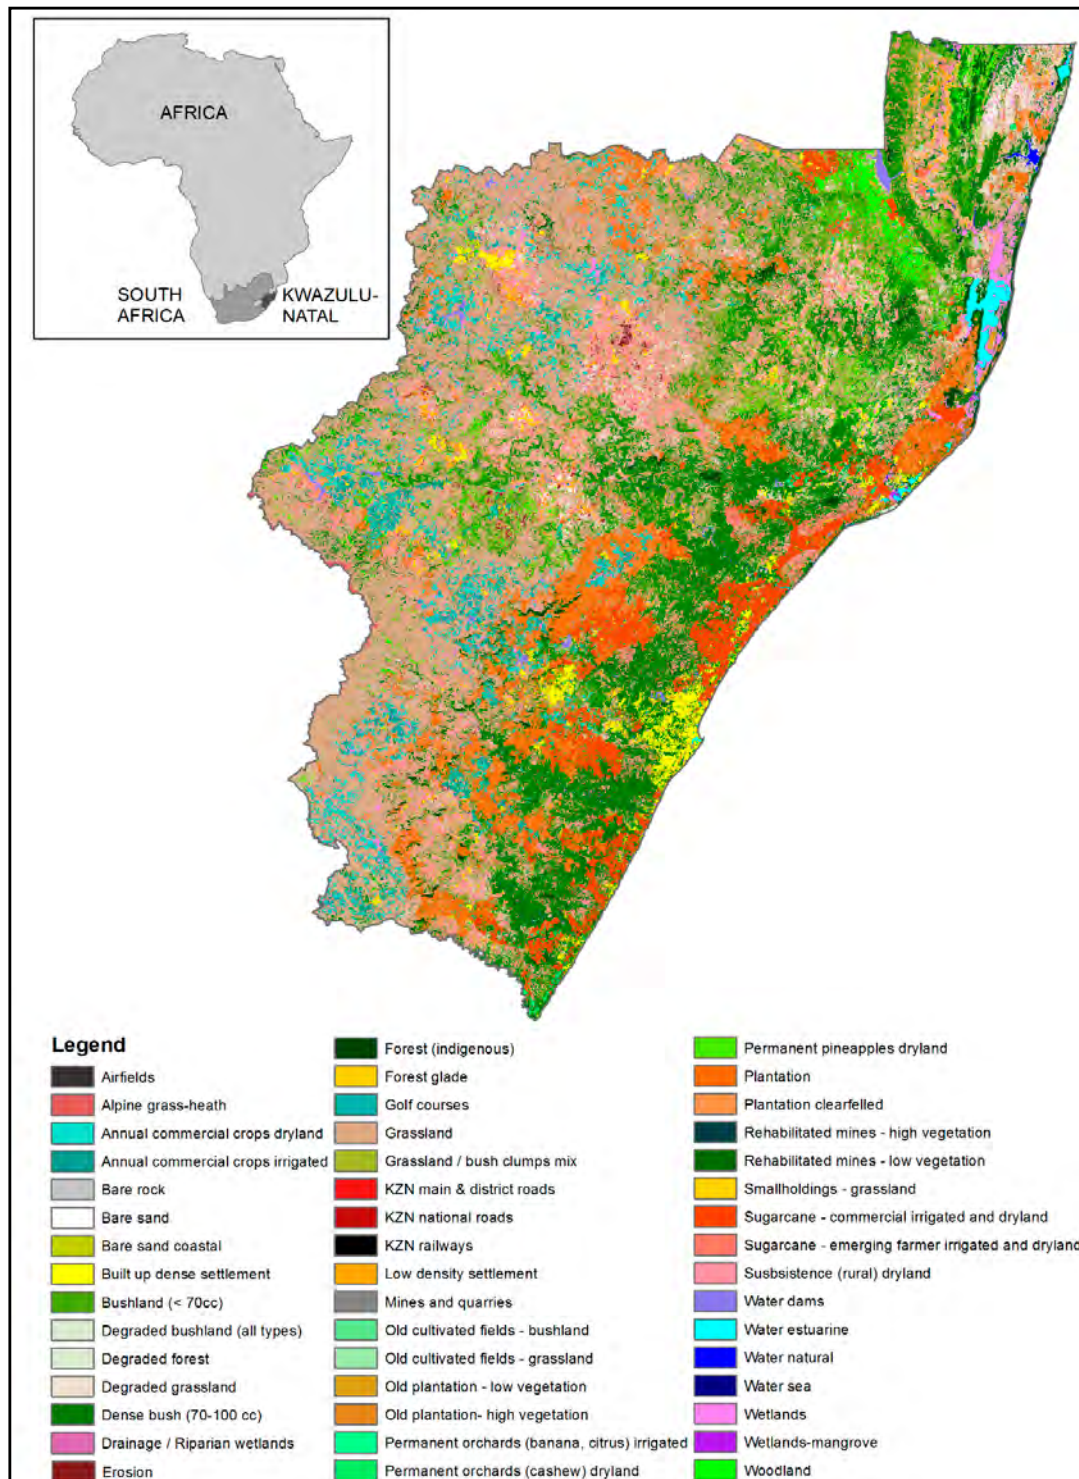 AFRICA
SOUTH
AFRICA
KWAZULU-
NATAL
Legend
Airfields
Alpine grass-heath
Annual commercial crops dryland
Annual commercial crops irrigated
Bare rock
Bare sand
Bare sand coastal
Built up dense settlement
Bushland (< 70cc)
Degraded bushland (all types)
Degraded forest
Degraded grassland
Dense bush (70-100 cc)
Drainage / Riparian wetlands
Erosion
Forest (indigenous)
Forest glade
Golf courses
Grassland
Grassland / bush clumps mix
KZN main & district roads
KZN national roads
KZN railways
Low density settlement
Mines and quarries
Old cultivated fields - bushland
Old cultivated fields - grassland
Old plantation - low vegetation
Old plantation- high vegetation
Permanent orchards (banana, citrus) irrigated
Permanent orchards (cashew) dryland
Permanent pineapples dryland
Plantation
Plantation clearfelled
Rehabilitated mines - high vegetation
Rehabilitated mines - low vegetation
Smallholdings - grassland
Sugarcane - commercial irrigated and dryland
Sugarcane - emerging farmer irrigated and dryland
Susbsistence (rural) dryland
Water dams
Water estuarine
Water natural
Water sea
Wetlands
Wetlands-mangrove
Woodland